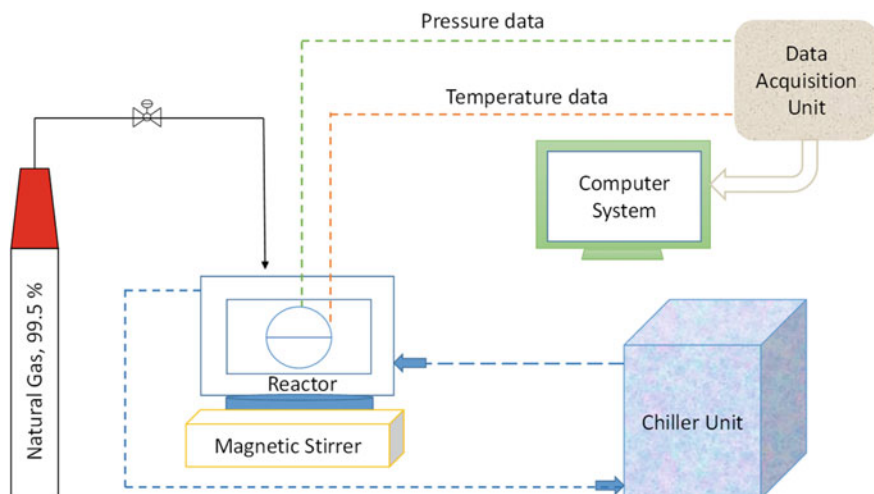 Pressure data
Data
Acquisition
Unit
Temperature data
Computer
System
Natural Gas, 99.5 %
Reactor
Magnetic Stirrer
Chiller Unit